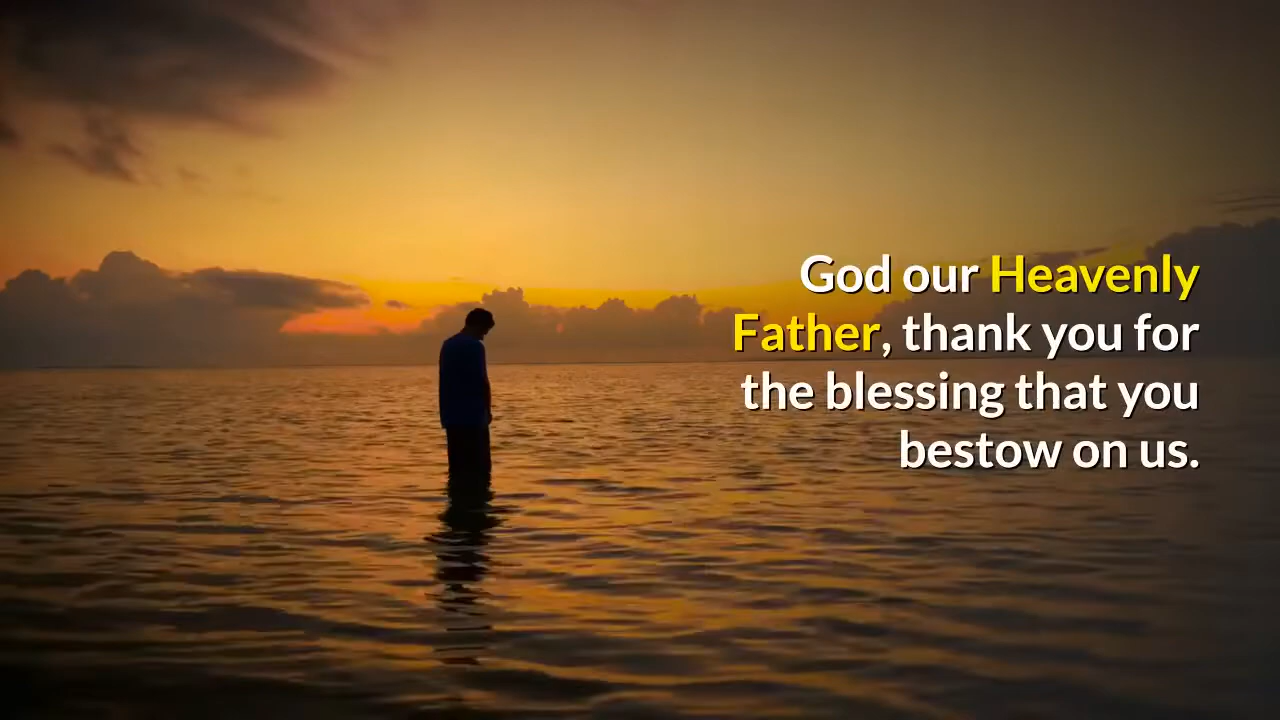 God our Heavenly
Father, thank you for
the blessing that you
bestow on us.